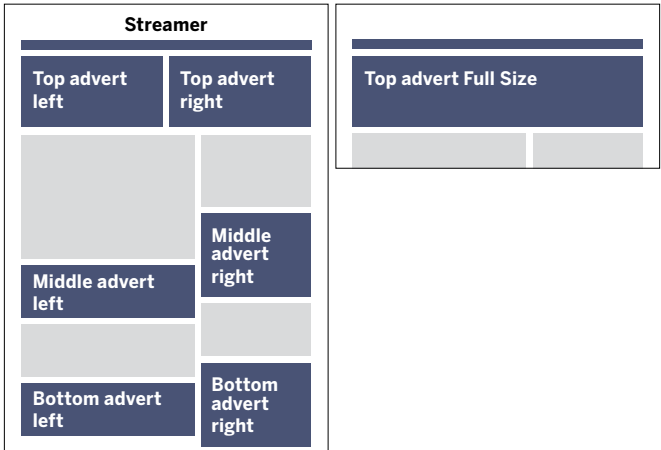 Streamer
Top advert
left
Top advert
right
Middle advert
left
Middle
advert
right
Bottom advert
left
Bottom
advert
right
Top advert Full Size